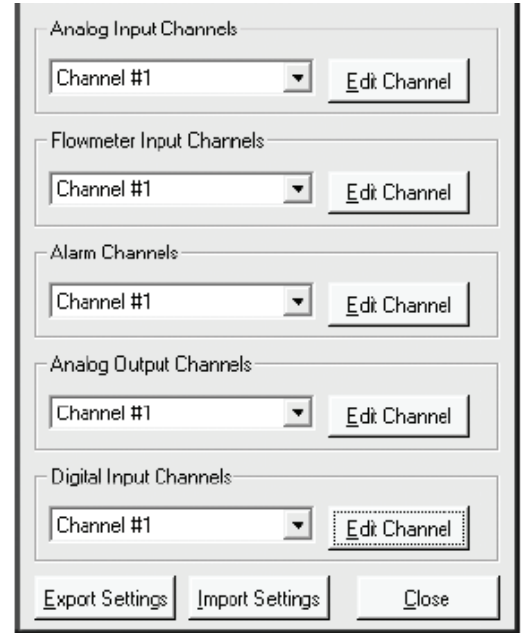 Analog Input Channels
Channel #1 Edit Channel
Flowmeter Input Channels
Channel #1 Edit Channel
Alarm Channels
Channel #1 Edit Channel
Analog Output Channels
Channel #1 Edit Channel
Digital Input Channels
Channel #1 Edit Channel
Export Settings Import Settings Close